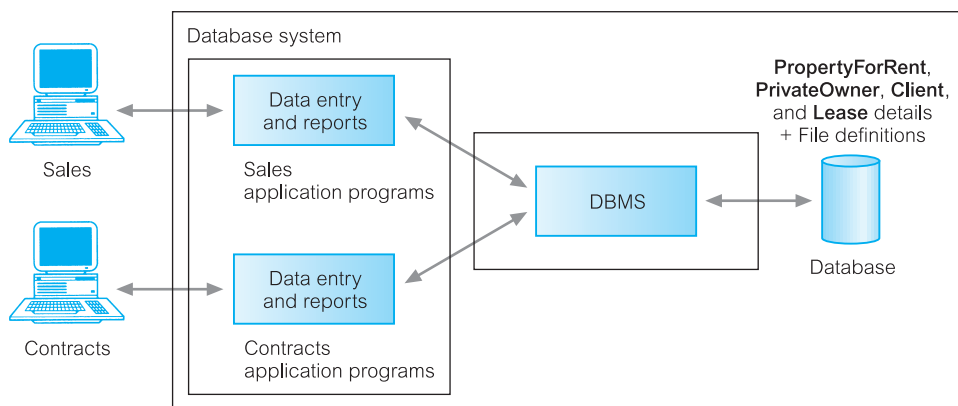 Database system
Data entry
and reports
Sales
Sales
application programs
Data entry
and reports
Contracts
Contracts
application programs
DBMS
PropertyForRent,
PrivateOwner, Client,
and Lease details
+ File definitions
Database